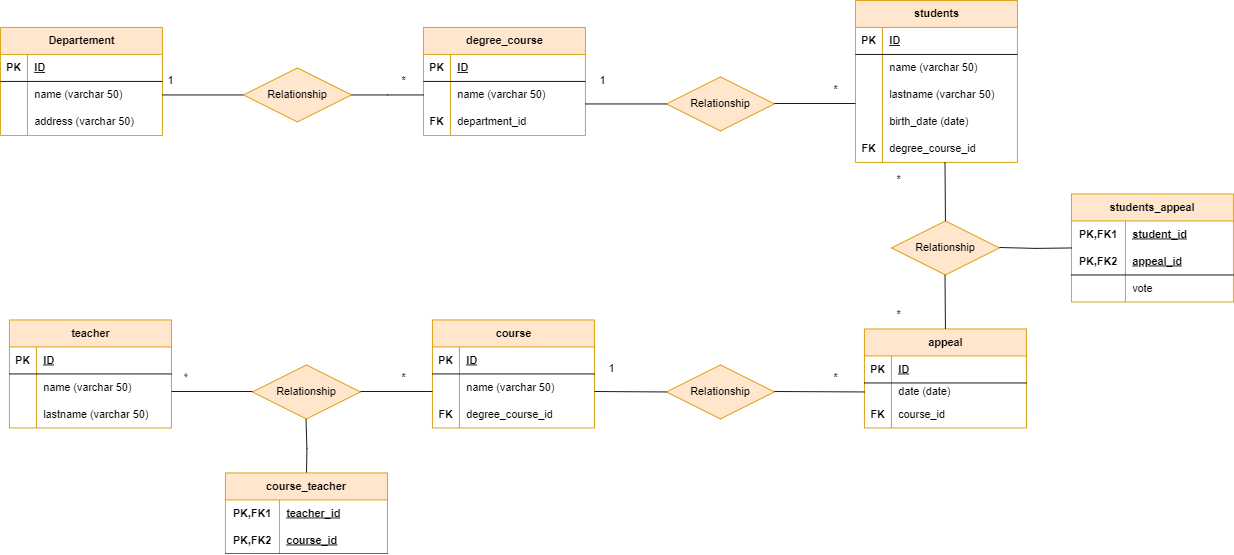 students
Departement
degree_course
PK ID
PK ID
PK ID
1
*
1
*
name (varchar 50)
name (varchar 50)
name (varchar 50)
Relationship
Relationship
lastname (varchar 50)
address (varchar 50)
FK department_id
birth_date (date)
FK degree_course_id
*
students_appeal
PK,FK1 student_id
Relationship
PK,FK2 appeal_id
vote
*
teacher
course
appeal
PK ID
PK ID
PK ID
*
*
1
*
name (varchar 50)
name (varchar 50)
date (date)
Relationship
Relationship
lastname (varchar 50)
FK degree_course_id
FK course_id
course_teacher
PK,FK1 teacher_id
PK,FK2 course_id